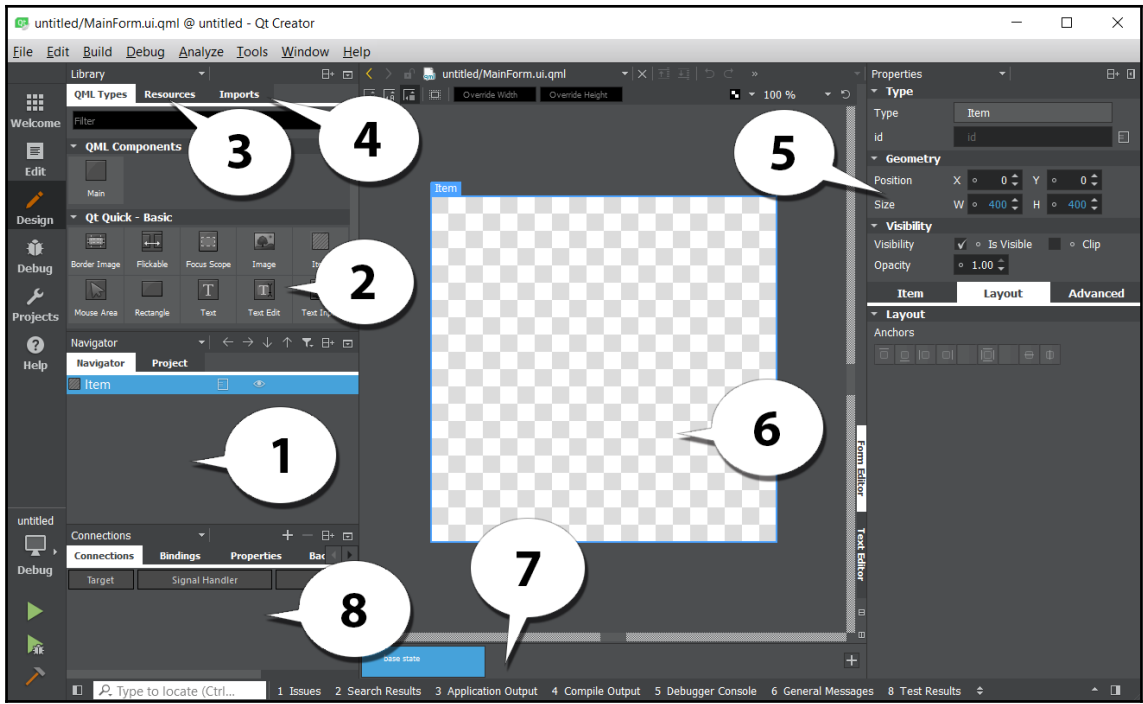 untitled/MainForm.ui.qml @ untitled - Qt Creator
File Edit Build Debug Analyze Tools Window Help
Welcome
Edit
Design
Debug
Projects
Help
untitled
Debug
Library
QML Types Resources Imports
Filter
QML Components
Main
Qt Quick - Basic
Border Image Flickable Focus Scope Image
Mouse Area Rectangle Text Text Edit Text
3
4
2
Navigator
Navigator Project
Item
1
Connections
Connections Bindings Properties
Target Signal Handler
8
untitled/MainForm.ui.qml
Override Width Override Height 100 %
Item
6
7
base state
Form Editor
Text Editor
Properties
Type
Type Item
id id
Geometry
Position X 0 Y 0
Size W 400 H 400
5
Visibility
Visibility Is Visible Clip
Opacity 1.00
Item Layout Advanced
Layout
Anchors
Type to locate (Ctrl... 1 Issues 2 Search Results 3 Application Output 4 Compile Output 5 Debugger Console 6 General Messages 8 Test Results